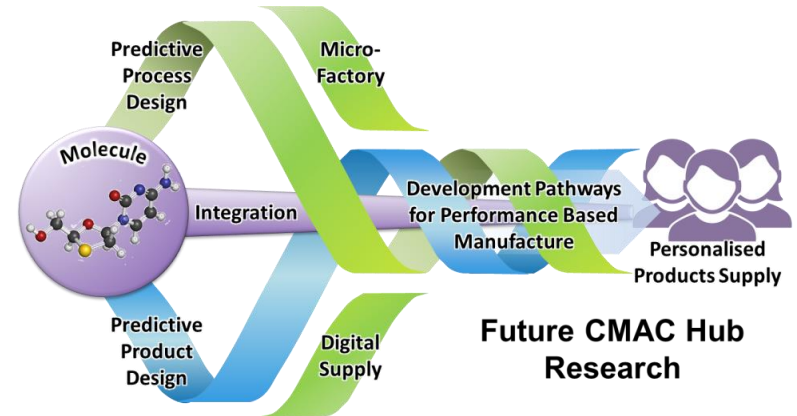 Predictive
Process
Design
Micro-
Factory
Molecule
Integration
Development Pathways
for Performance Based
Manufacture
Personalised
Products Supply
Predictive
Product
Design
Digital
Supply
Future CMAC Hub
Research